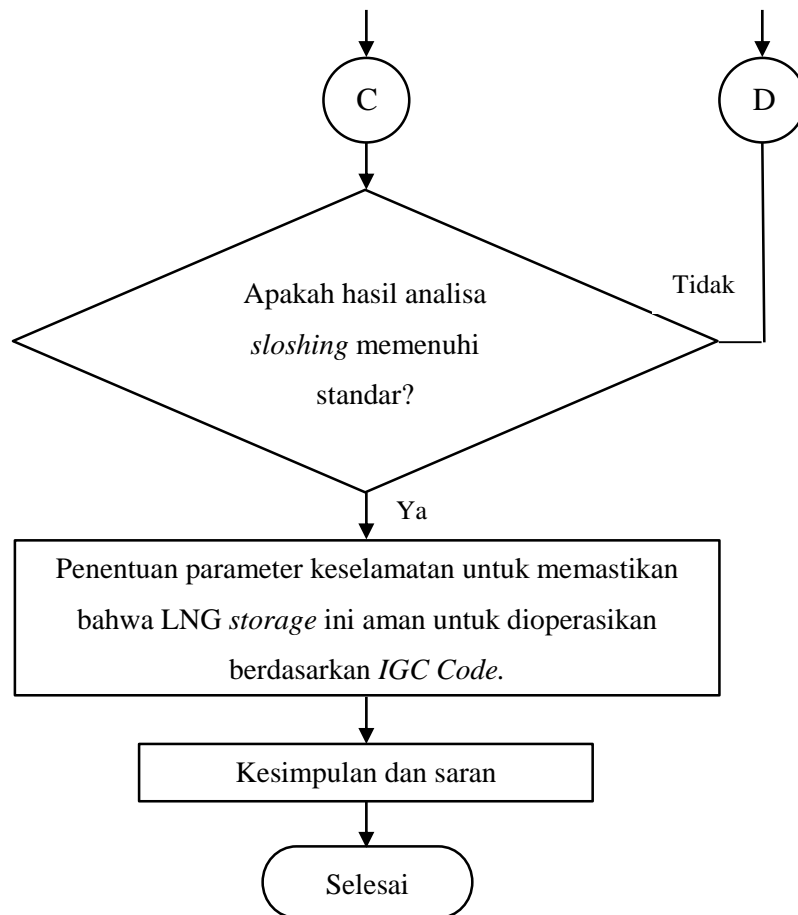 C
D
Apakah hasil analisa
sloshing memenuhi
standar?
Tidak
Ya
Penentuan parameter keselamatan untuk memastikan
bahwa LNG storage ini aman untuk dioperasikan
berdasarkan IGC Code.
Kesimpulan dan saran
Selesai